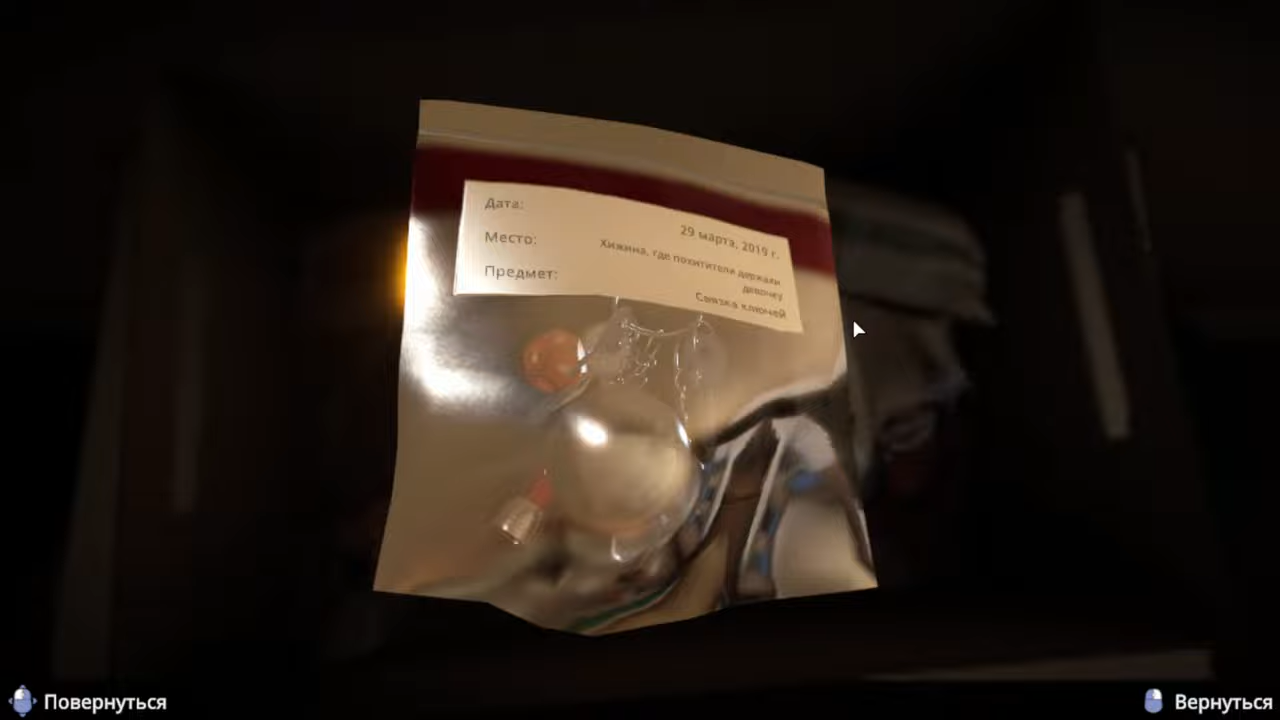 Дата:
29 марта, 2019 г.
Место:
Хижина, где похитители держали
девочку
Предмет:
Связка ключей
Повернуться
Вернуться